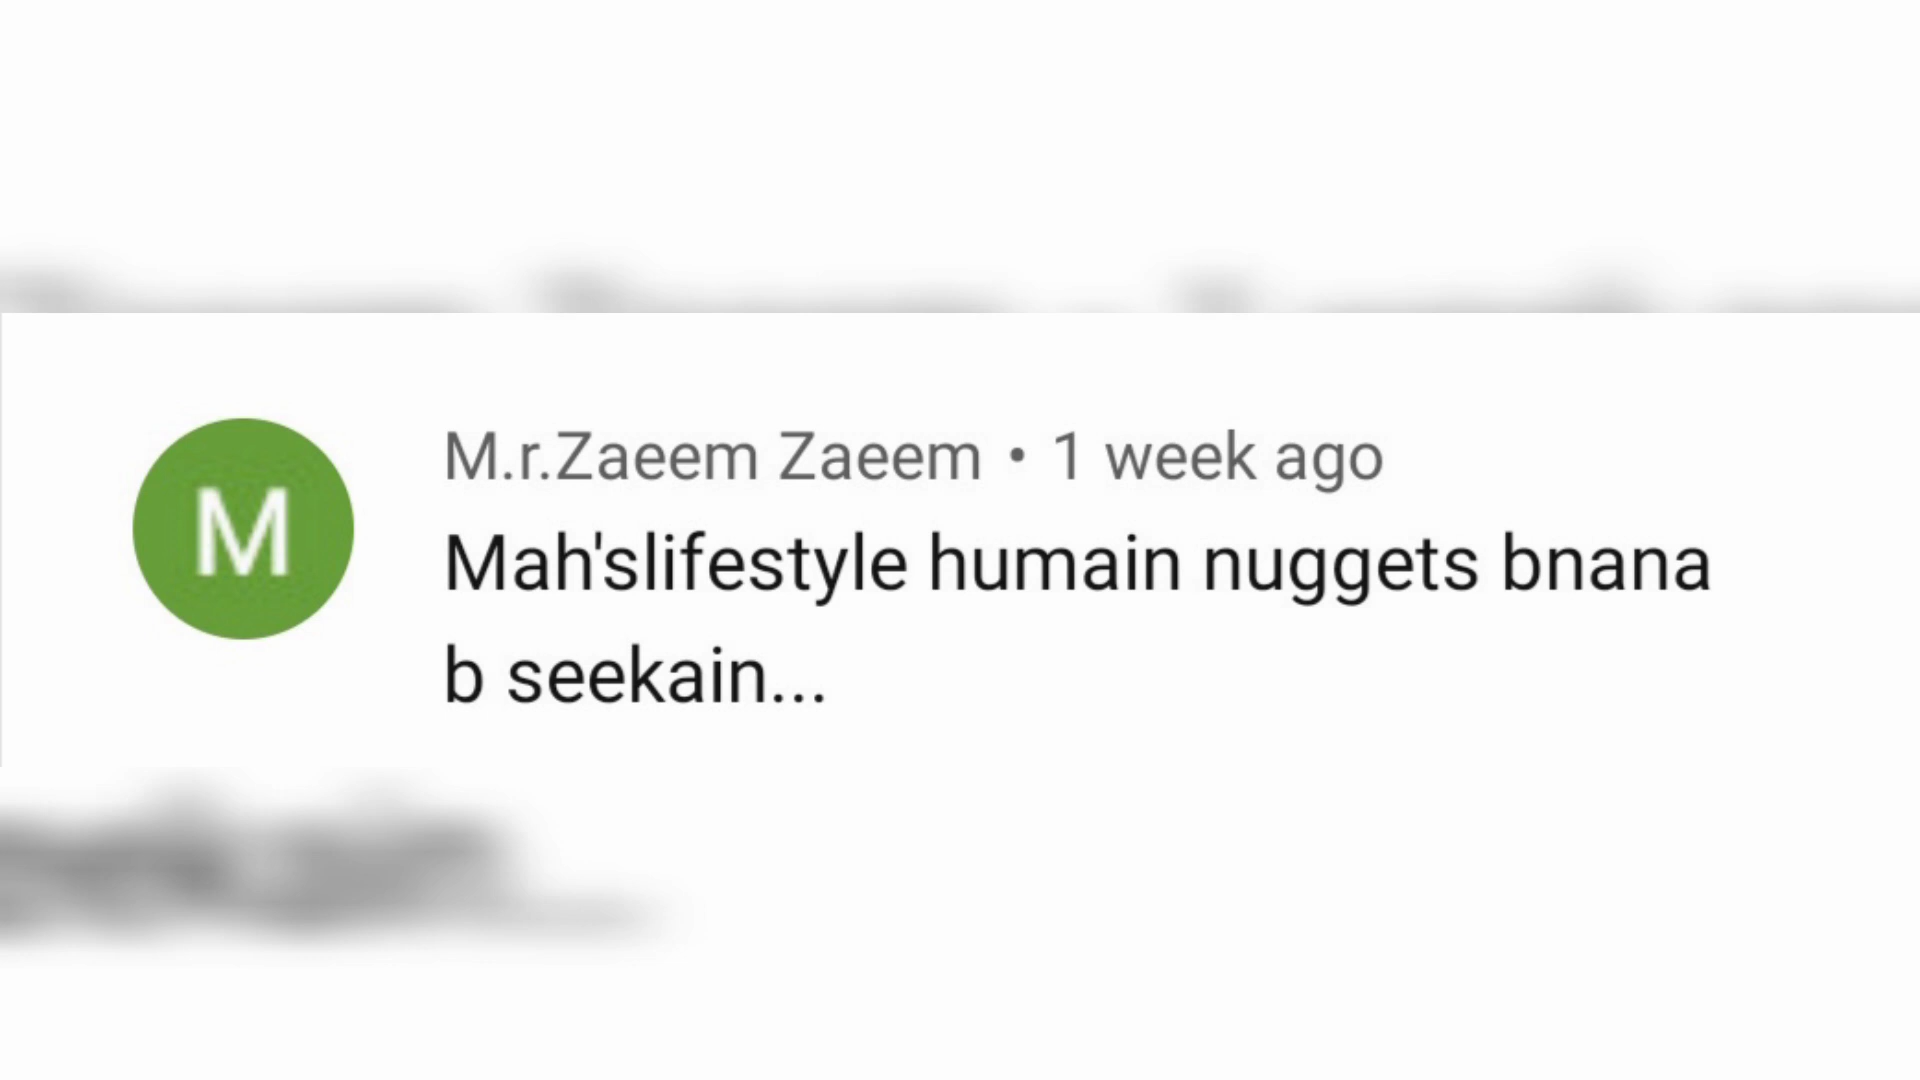 M
M.r.Zaeem Zaeem • 1 week ago
Mah'slifestyle humain nuggets bnana
b seekain...